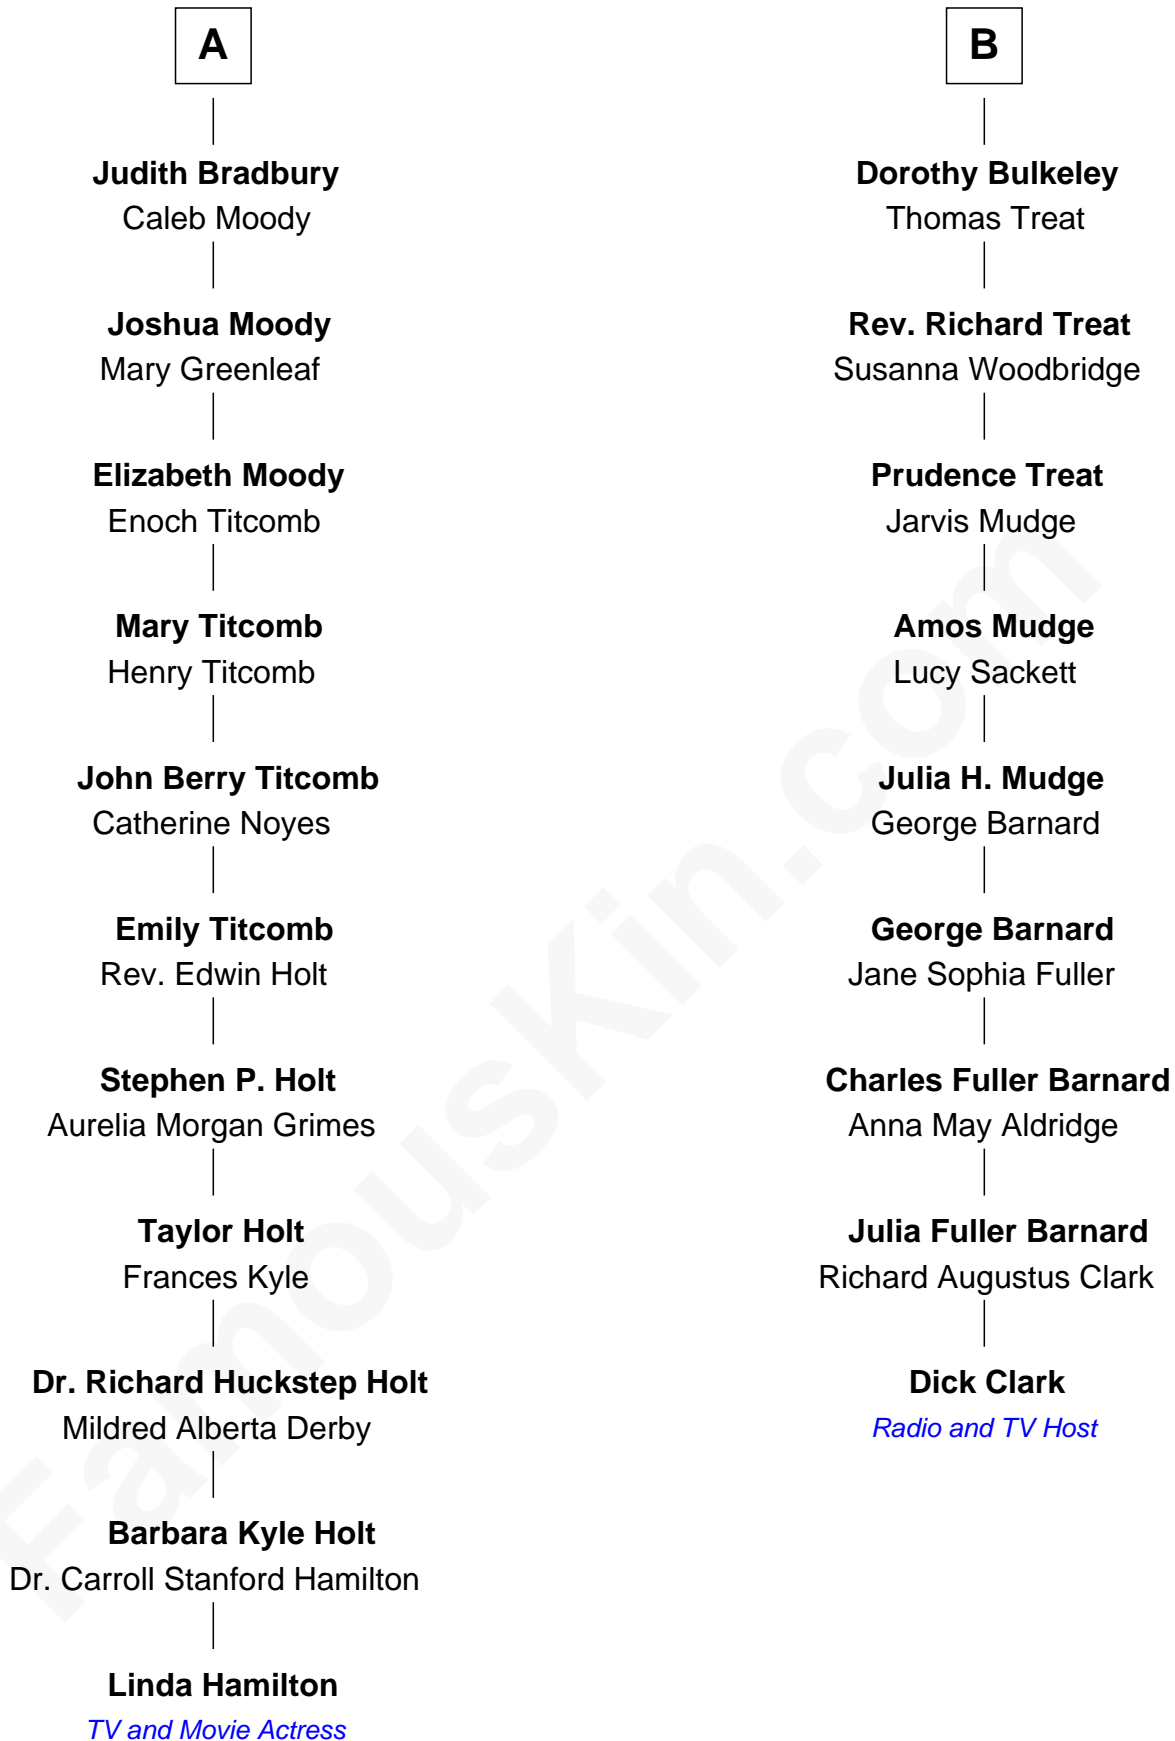 A
Judith Bradbury
Caleb Moody
Joshua Moody
Mary Greenleaf
Elizabeth Moody
Enoch Titcomb
Mary Titcomb
Henry Titcomb
John Berry Titcomb
Catherine Noyes
Emily Titcomb
Rev. Edwin Holt
Stephen P. Holt
Aurelia Morgan Grimes
Taylor Holt
Frances Kyle
Dr. Richard Huckstep Holt
Mildred Alberta Derby
Barbara Kyle Holt
Dr. Carroll Stanford Hamilton
Linda Hamilton
TV and Movie Actress
B
Dorothy Bulkeley
Thomas Treat
Rev. Richard Treat
Susanna Woodbridge
Prudence Treat
Jarvis Mudge
Amos Mudge
Lucy Sackett
Julia H. Mudge
George Barnard
George Barnard
Jane Sophia Fuller
Charles Fuller Barnard
Anna May Aldridge
Julia Fuller Barnard
Richard Augustus Clark
Dick Clark
Radio and TV Host
FamousKin.com